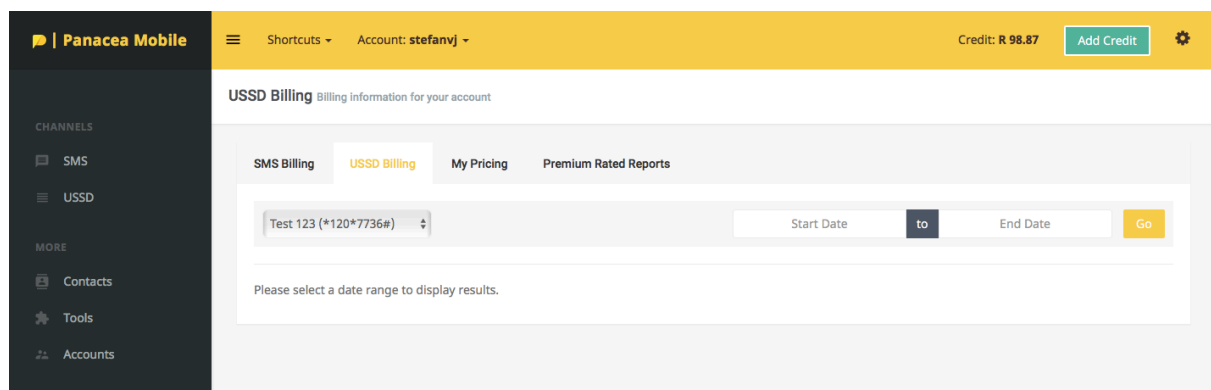 | Panacea Mobile
Shortcuts
Account: stefanvj
Credit: R 98.87
Add Credit
USSD Billing Billing information for your account
CHANNELS
SMS
USSD
MORE
Contacts
Tools
Accounts
SMS Billing
USSD Billing
My Pricing
Premium Rated Reports
Test 123 (*120*7736#)
Start Date
to
End Date
Go
Please select a date range to display results.